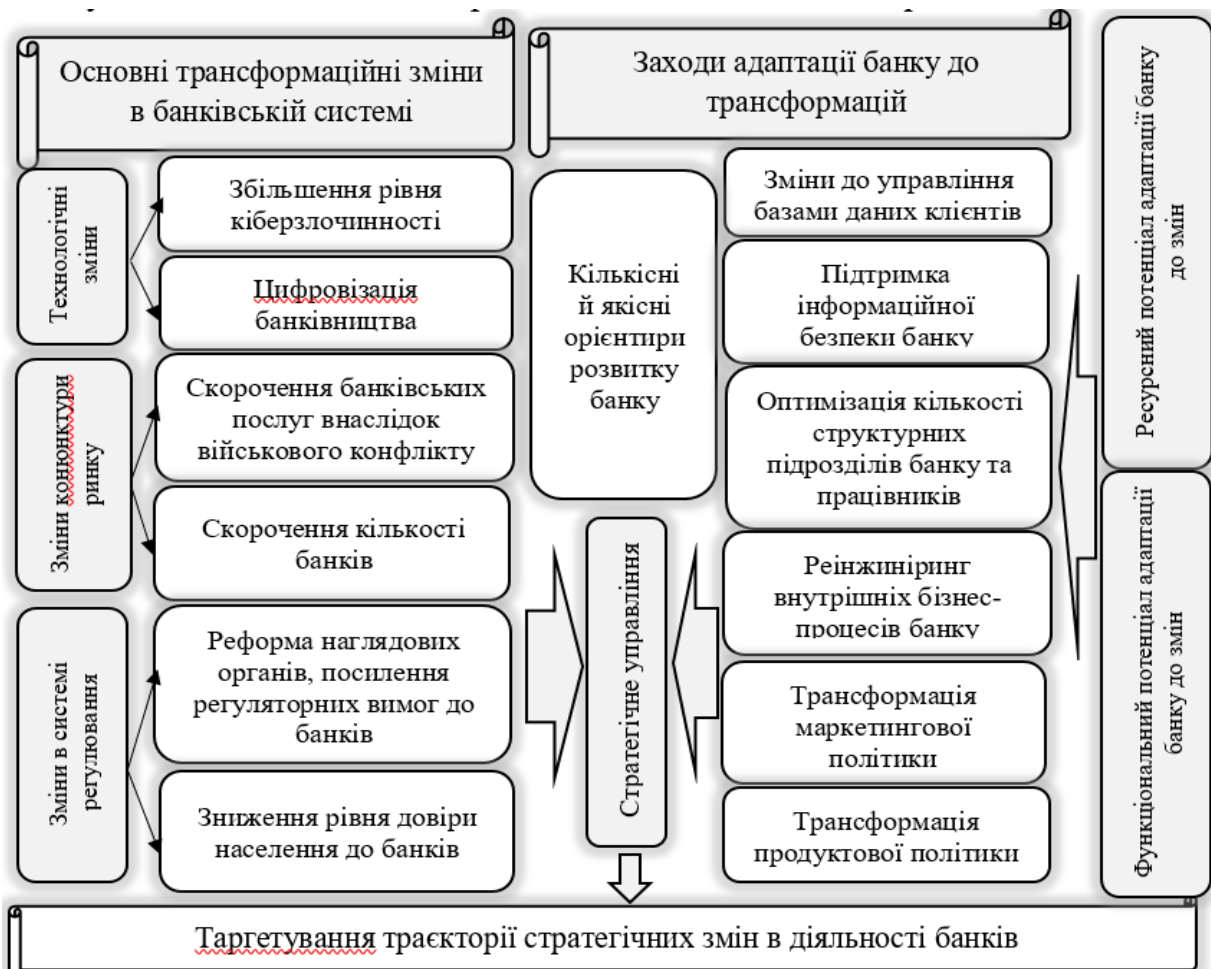 Основні трансформаційні зміни
в банківській системі
Заходи адаптації банку до
трансформацій
Технологічні
зміни
Збільшення рівня
кіберзлочинності
Цифровізація
банківництва
Зміни конюнктури
ринку
Скорочення банківських
послуг внаслідок
військового конфлікту
Скорочення кількості
банків
Зміни в системі
регулювання
Реформа наглядових
органів, посилення
регуляторних вимог до
банків
Зниження рівня довіри
населення до банків
Кількісні
й якісні
орієнтири
розвитку
банку
Стратегічне управління
Зміни до управління
базами даних клієнтів
Підтримка
інформаційної
безпеки банку
Оптимізація кількості
структурних
підрозділів банку та
працівників
Реінжиніринг
внутрішніх бізнес-
процесів банку
Трансформація
маркетингової
політики
Трансформація
продуктової політики
Ресурсний потенціал адаптації банку
до змін
Функціональний потенціал адаптації
банку до змін
Таргетування траєкторії стратегічних змін в діяльності банків